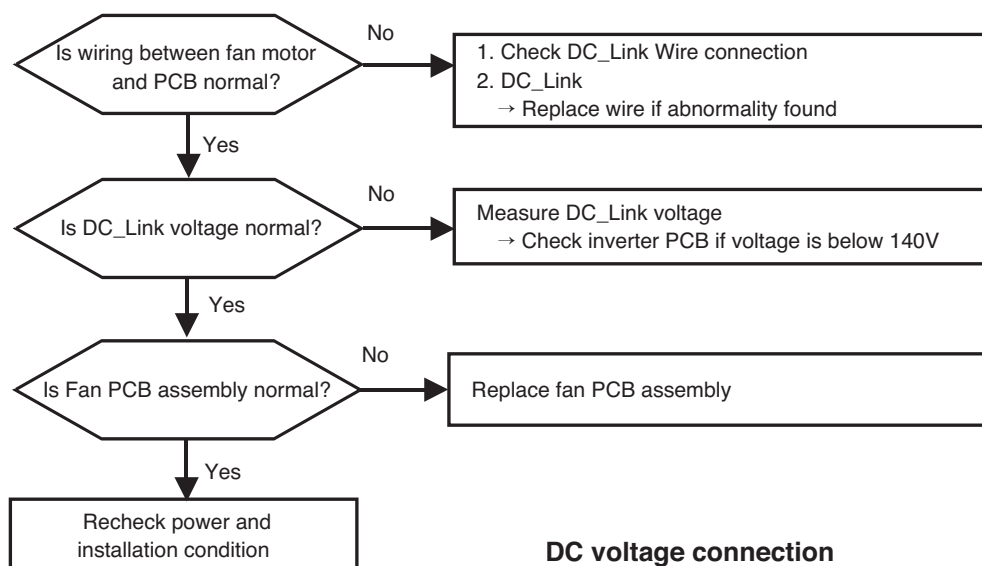 Is wiring between fan motor
and PCB normal?
No
1. Check DC_Link Wire connection
2. DC_Link
→ Replace wire if abnormality found
Yes
Is DC_Link voltage normal?
No
Measure DC_Link voltage
→ Check inverter PCB if voltage is below 140V
Yes
Is Fan PCB assembly normal?
No
Replace fan PCB assembly
Yes
Recheck power and
installation condition
DC voltage connection